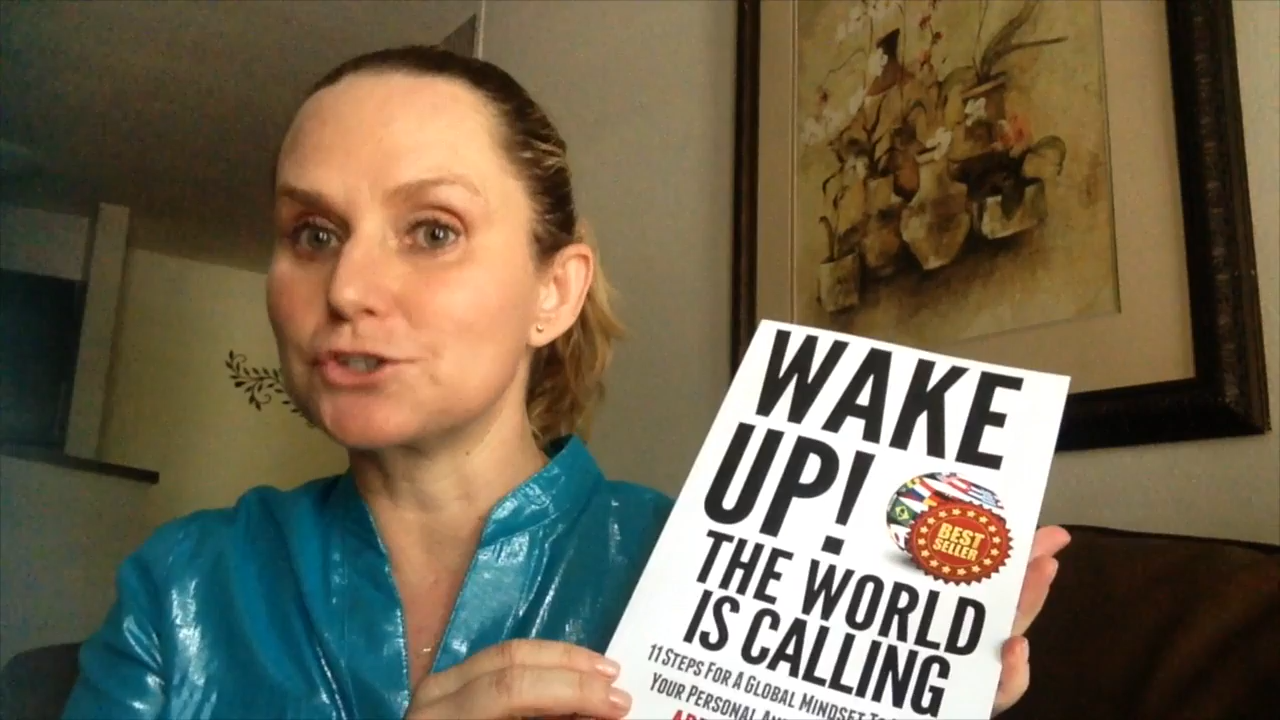 WAKE
UP!
BEST
SELLER
THE WORLD
IS CALLING
11 STEPS FOR A GLOBAL MINDSET
YOUR PERSONAL